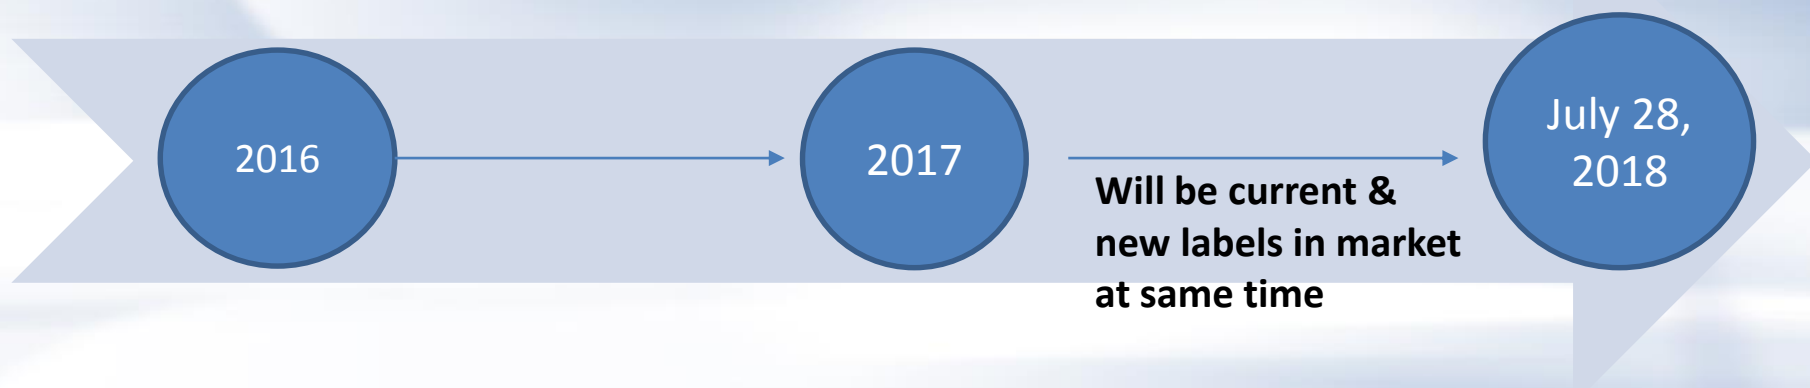 2016
2017
Will be current &
new labels in market
at same time
July 28,
2018